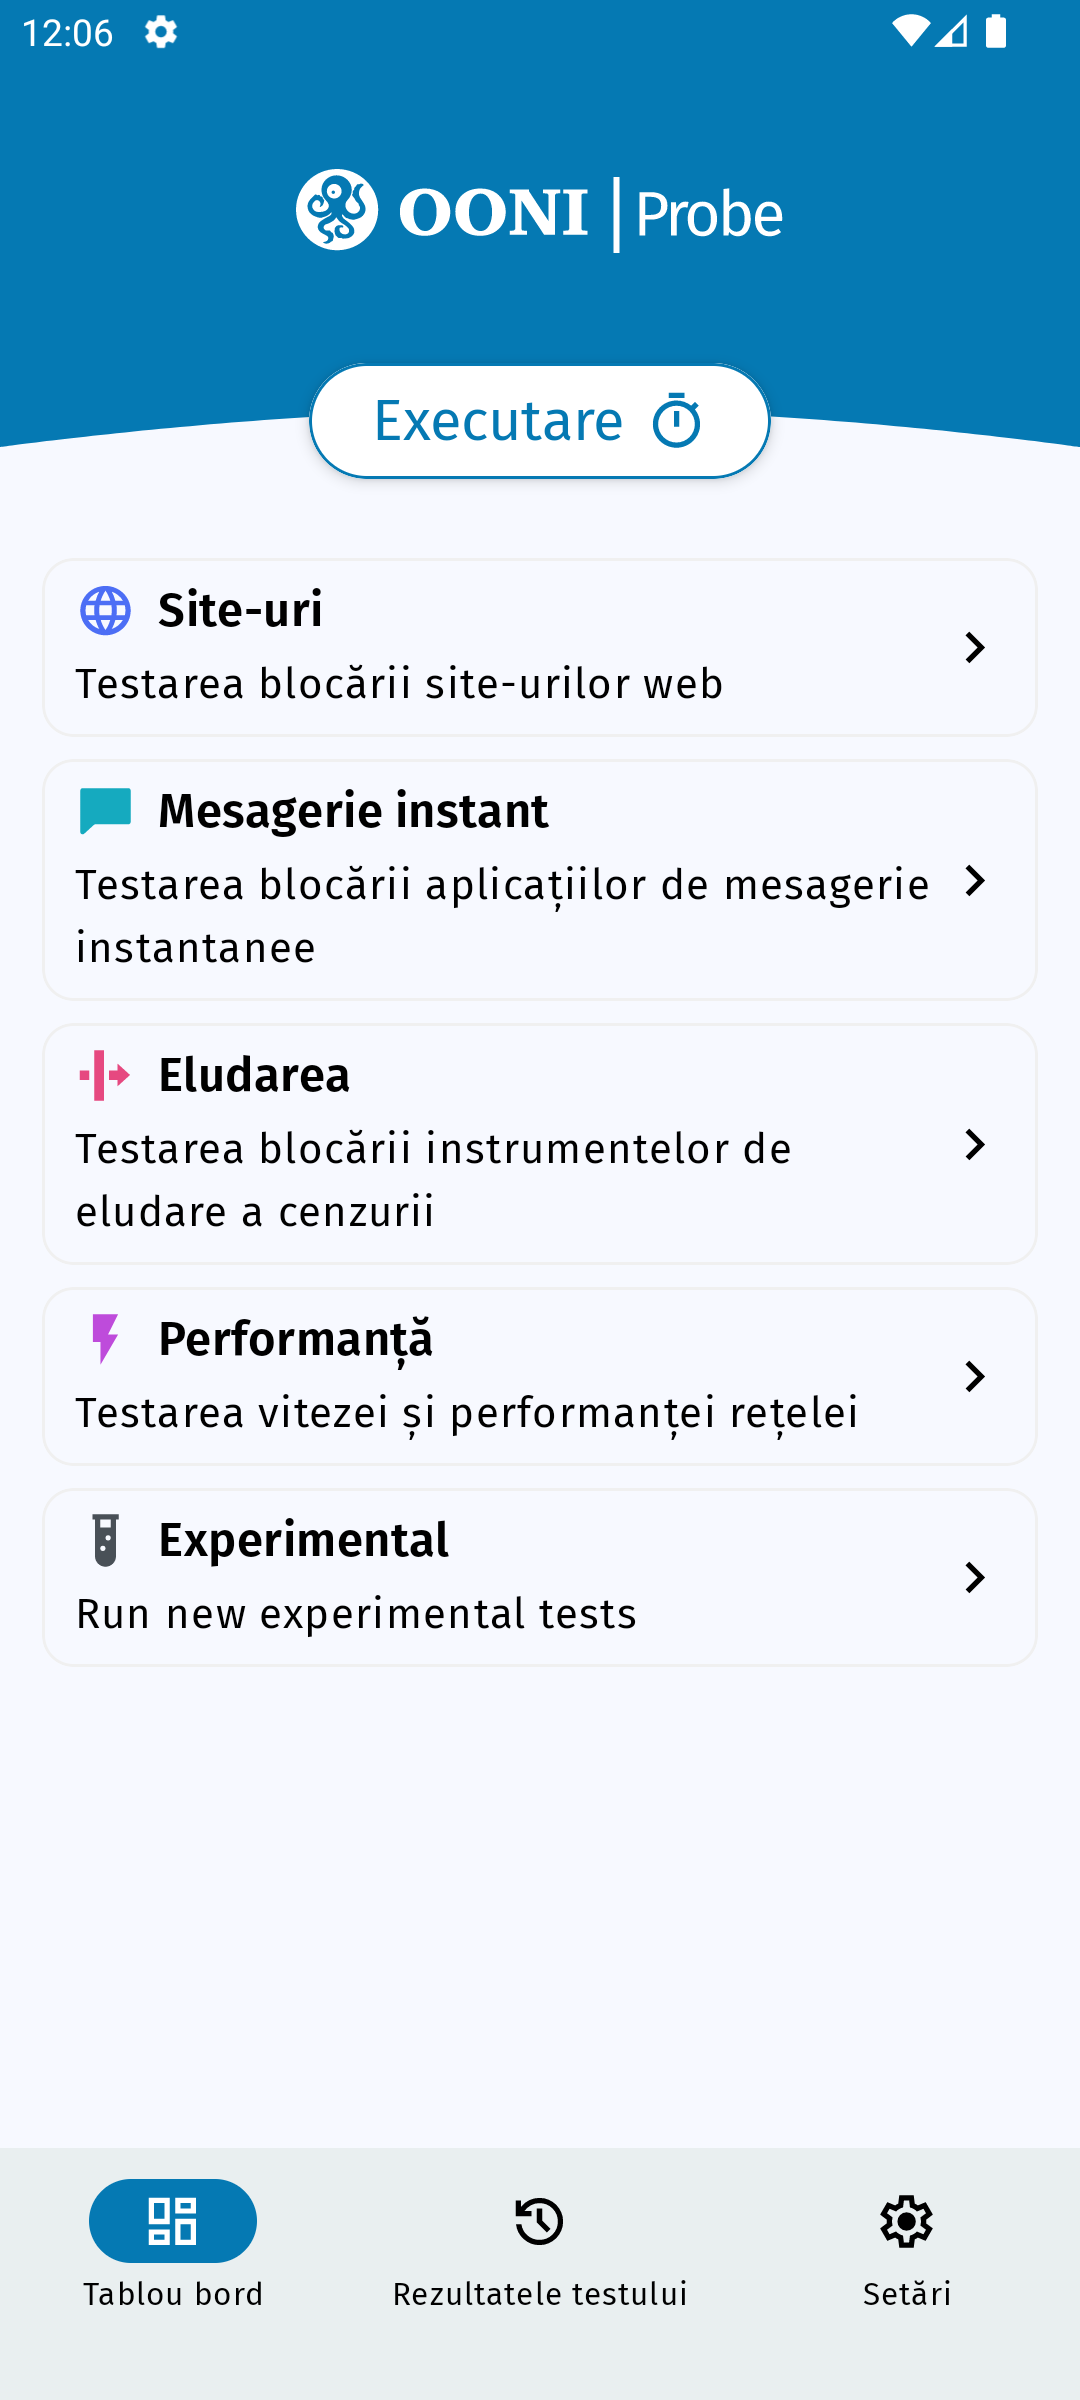 12:06
OONI | Probe
Executare
Site-uri
Testarea blocării site-urilor web
Mesagerie instant
Testarea blocării aplicațiilor de mesagerie
instantanee
Eludarea
Testarea blocării instrumentelor de
eludare a cenzurii
Performanță
Testarea vitezei și performanței rețelei
Experimental
Run new experimental tests
Tablou bord
Rezultatele testului
Setări